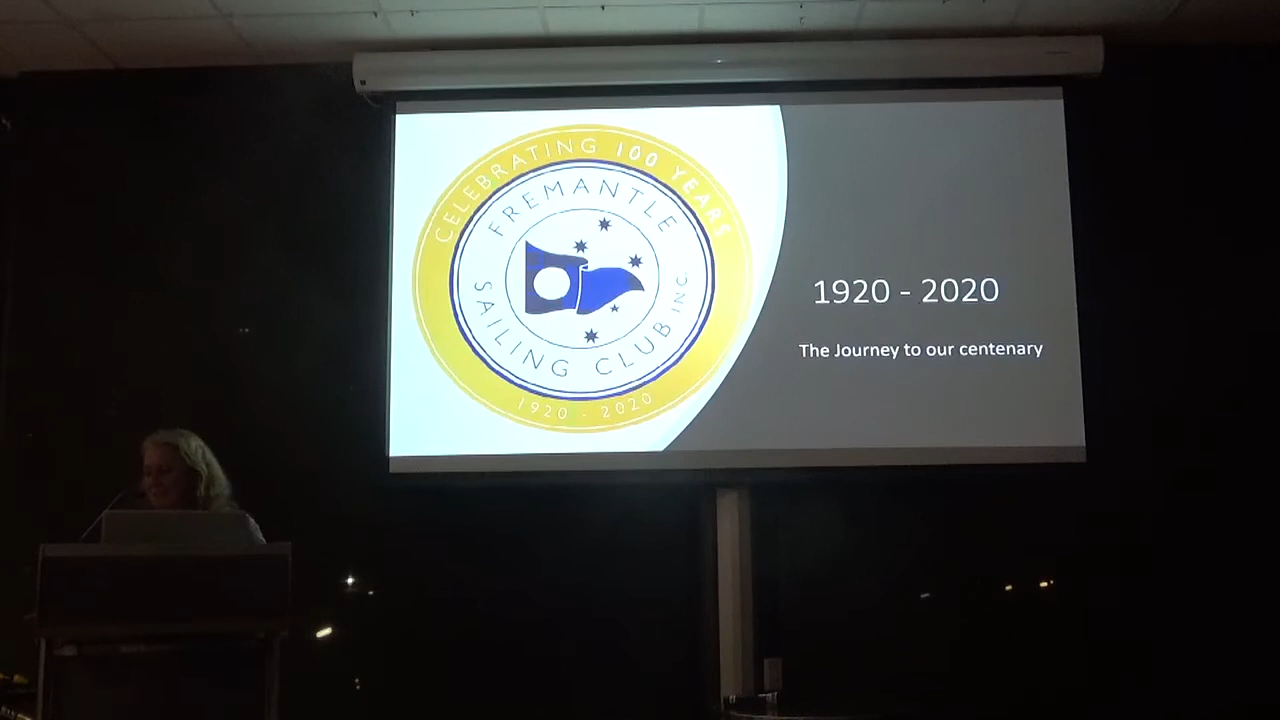 CELEBRATING 100 YEARS
FREMANTLE
SAILING CLUB INC.
1920 - 2020
1920 - 2020
The Journey to our centenary